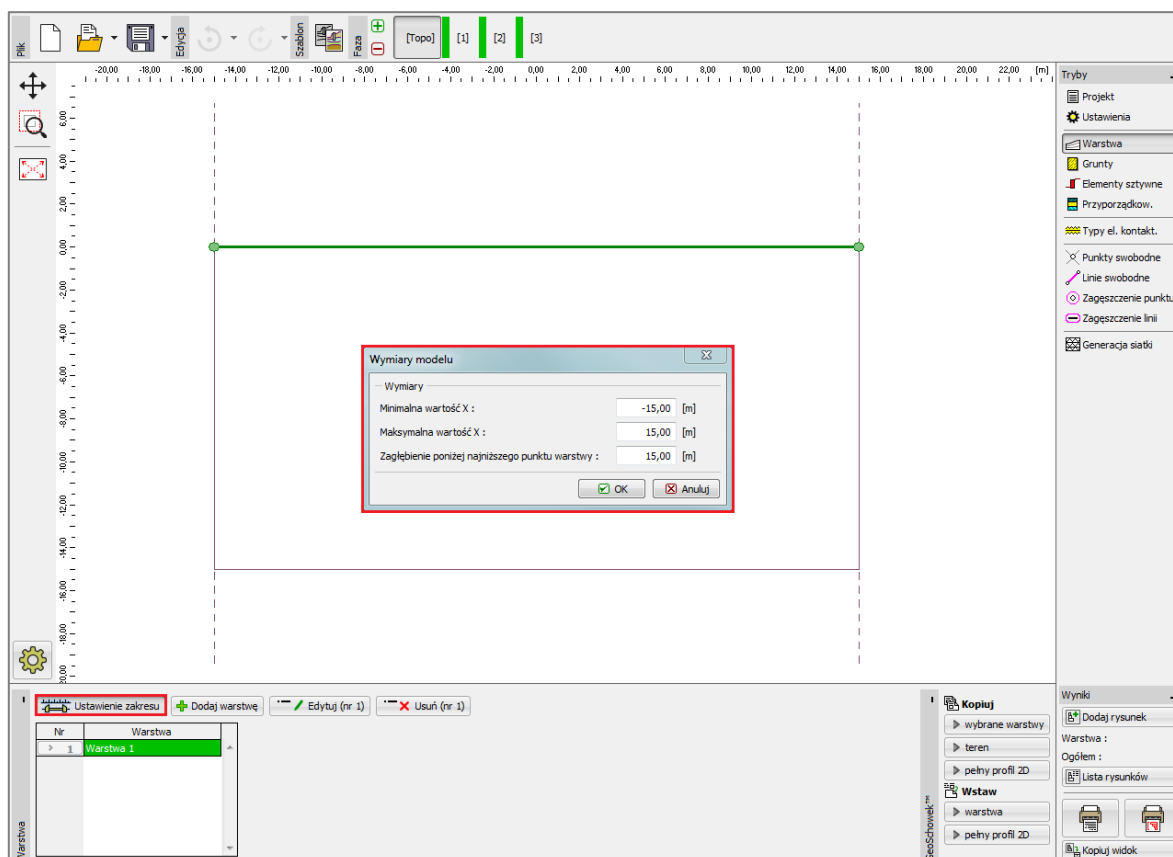 Plik
Edycja
Szablon
Faza
[Topo]
[1]
[2]
[3]
-20,00 -18,00 -16,00 -14,00 -12,00 -10,00 -8,00 -6,00 -4,00 -2,00 0,00 2,00 4,00 6,00 8,00 10,00 12,00 14,00 16,00 18,00 20,00 22,00 [m]
6,00
4,00
2,00
0,00
-2,00
-4,00
-6,00
-8,00
-10,00
-12,00
-14,00
-16,00
-18,00
-20,00
Wymiary modelu
Wymiary
Minimalna wartość X : -15,00 [m]
Maksymalna wartość X : 15,00 [m]
Zagłębienie poniżej najniższego punktu warstwy : 15,00 [m]
OK
Anuluj
Tryby
Projekt
Ustawienia
Warstwa
Grunty
Elementy sztywne
Przyporządkow.
Typy el. kontakt.
Punkty swobodne
Linie swobodne
Zagęszczenie punktu
Zagęszczenie linii
Generacja siatki
Ustawienie zakresu
Dodaj warstwę
Edytuj (nr 1)
Usuń (nr 1)
Nr Warstwa
1 Warstwa 1
Warstwa
Kopiuj
wybrane warstwy
teren
pełny profil 2D
Wstaw
warstwa
pełny profil 2D
GeoSchowek™
Wyniki
Dodaj rysunek
Warstwa :
Ogółem :
Lista rysunków
Kopiuj widok